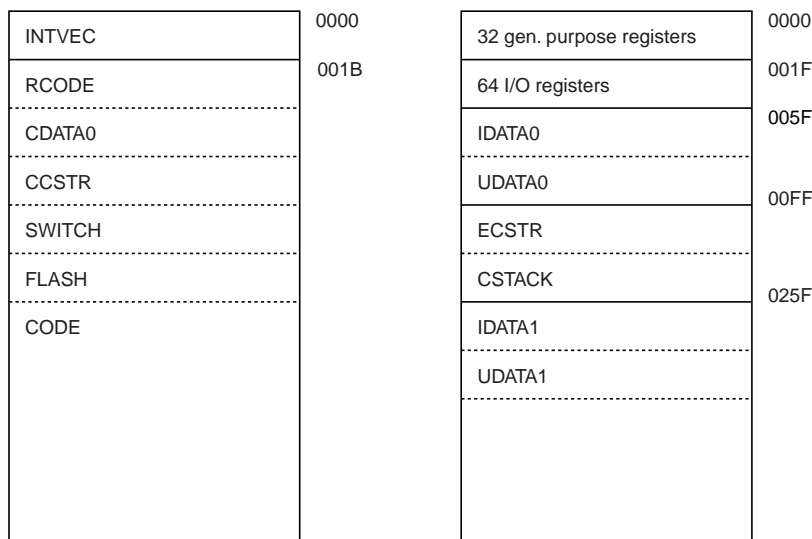 INTVEC
0000
RCODE
001B
CDATA0
CCSTR
SWITCH
FLASH
CODE
32 gen. purpose registers
0000
64 I/O registers
001F
IDATA0
005F
UDATA0
00FF
ECSTR
CSTACK
025F
IDATA1
UDATA1